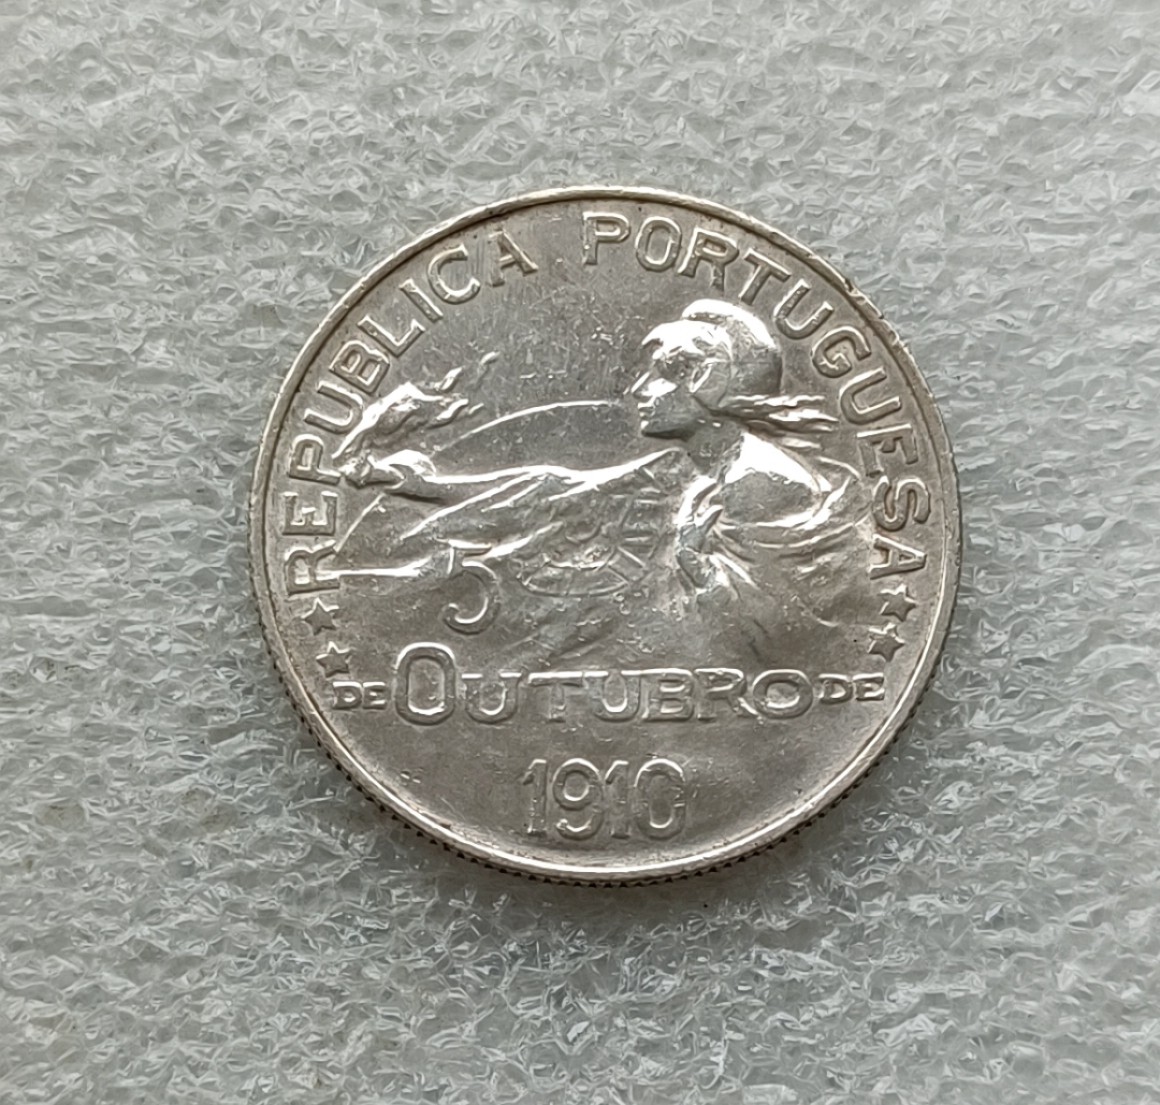 REPUBLICA PORTUGUESA
5
DE OUTUBRO DE
1910